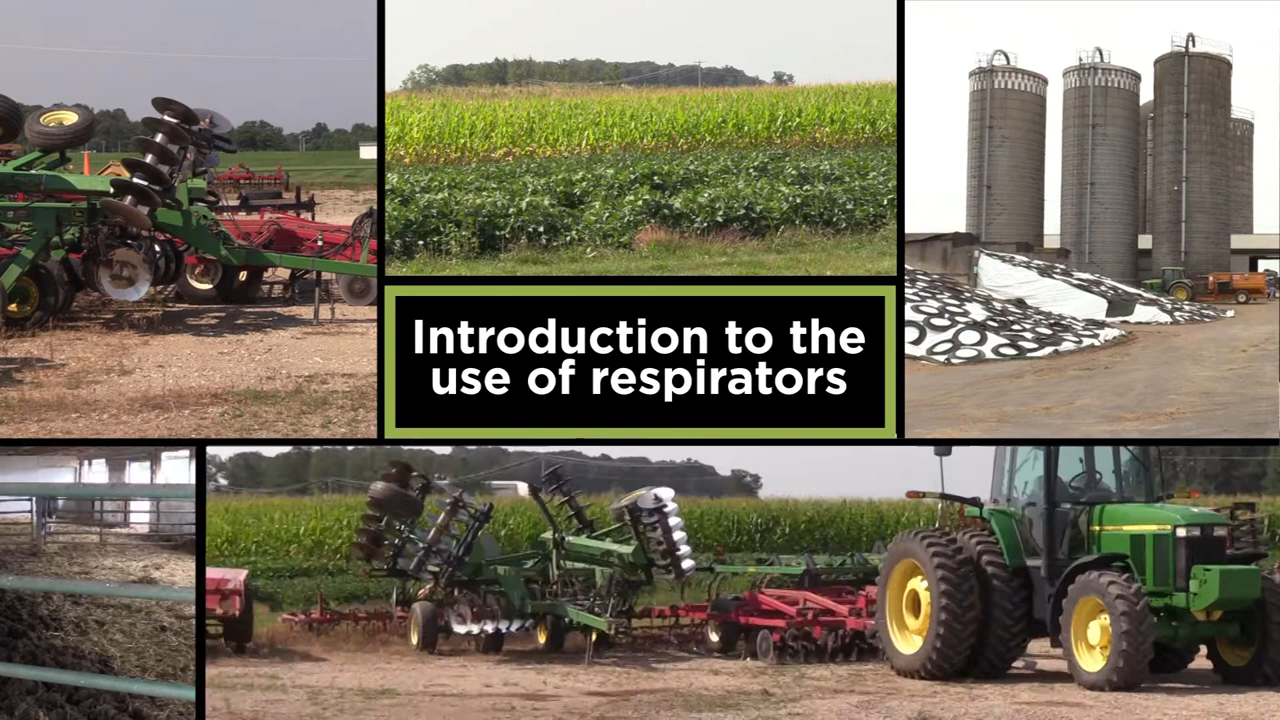 Introduction to the
use of respirators